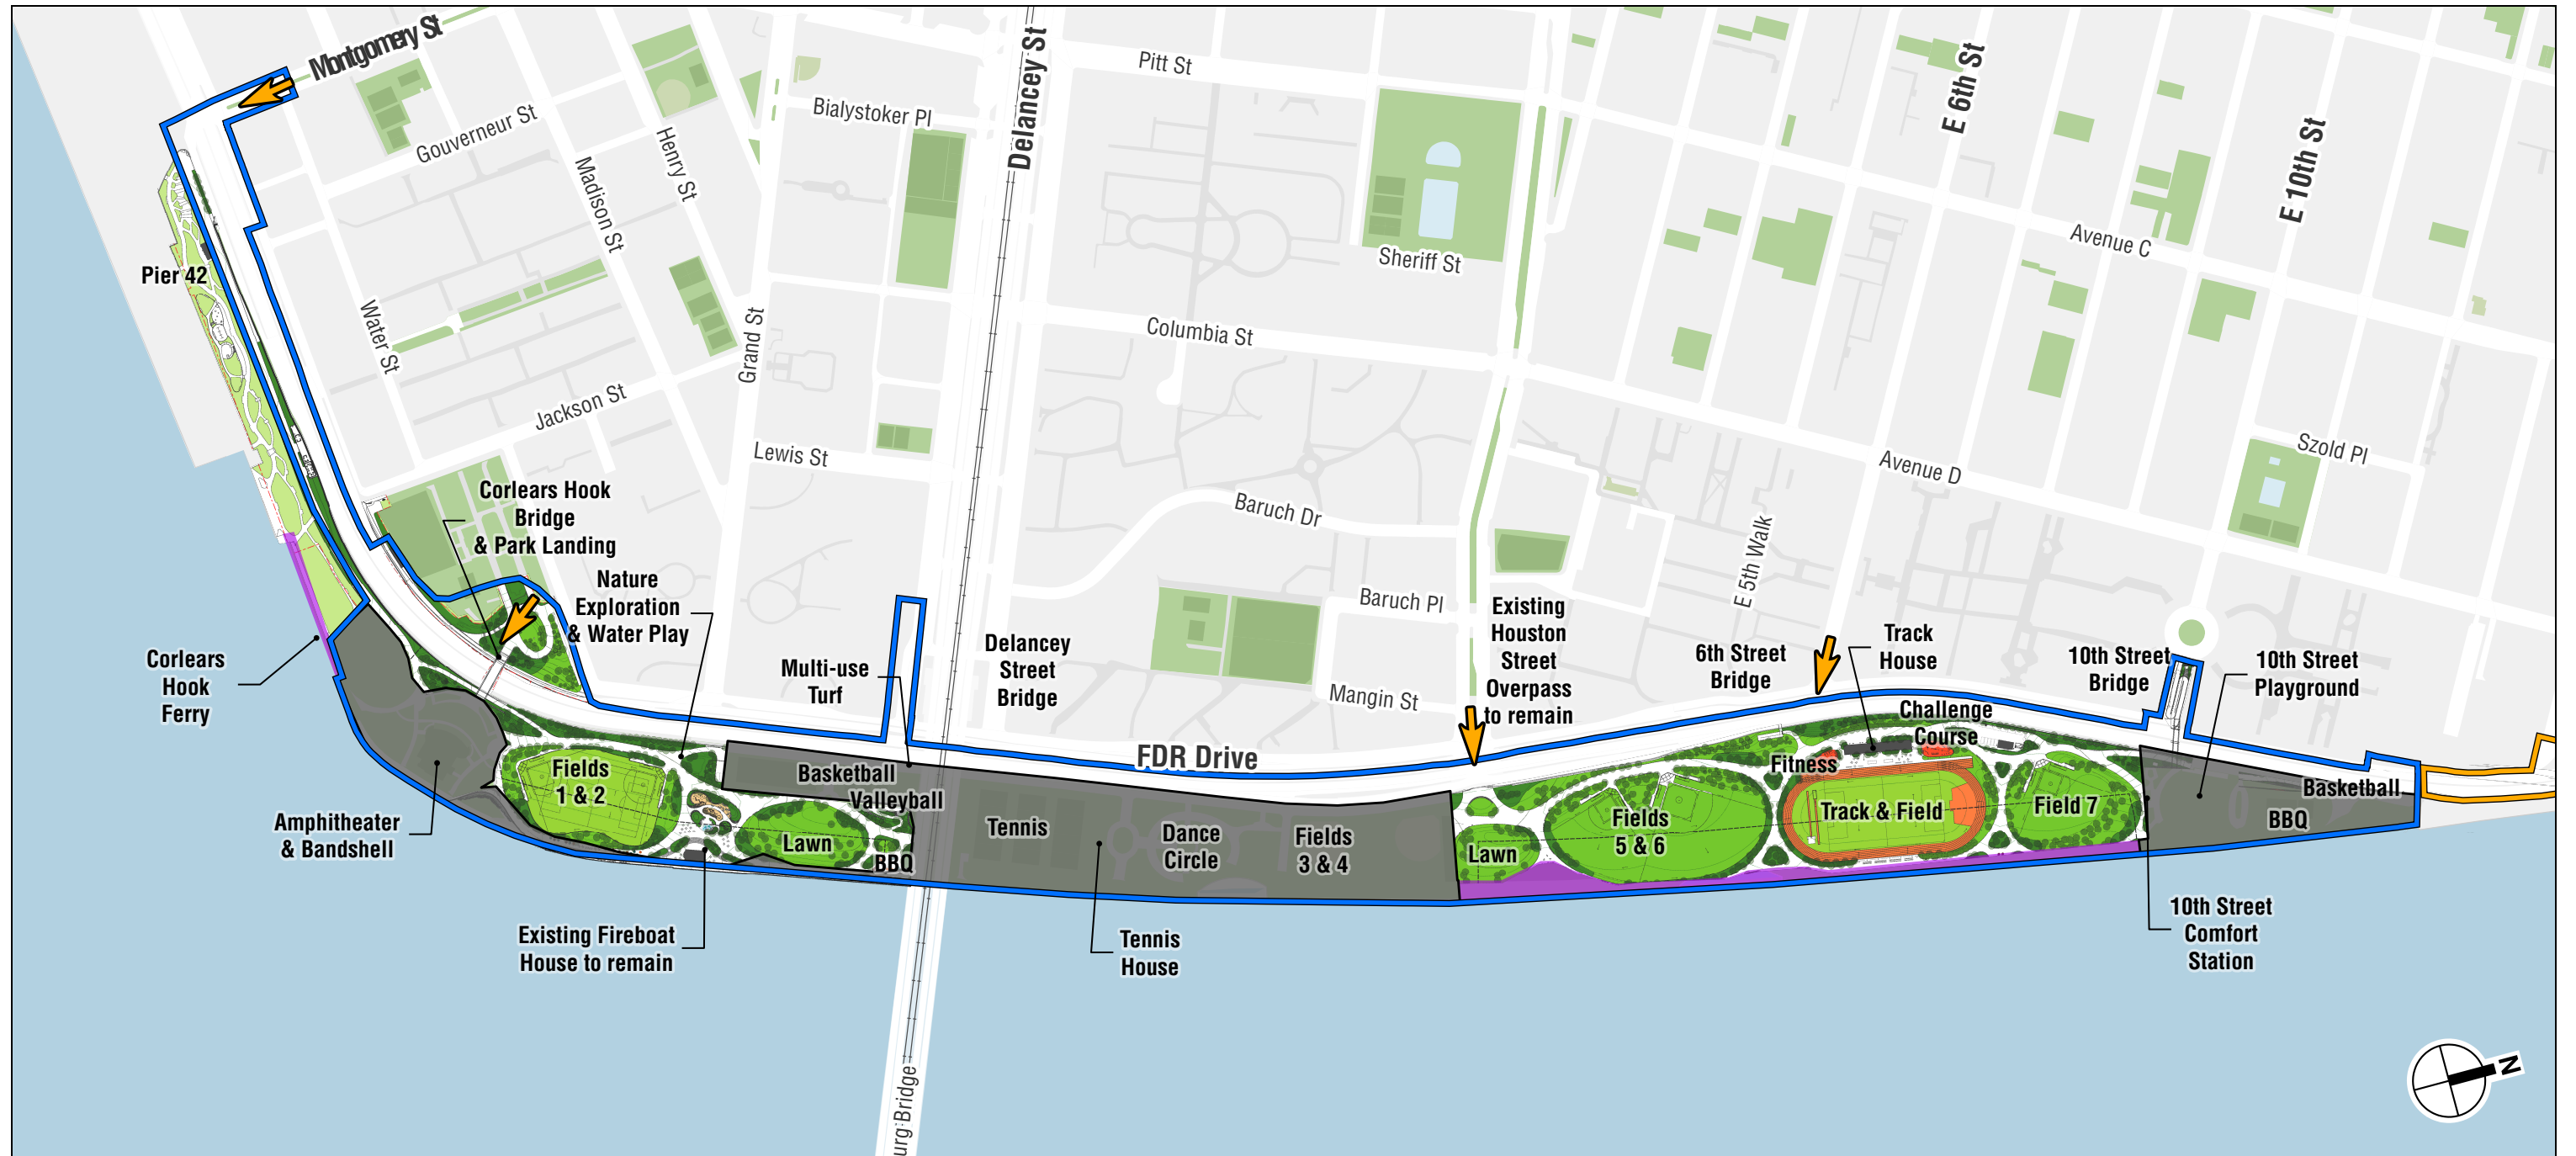 Montgomery St
Gouverneur St
Madison St
Henry St
Water St
Jackson St
Grand St
Bialystoker Pl
Delancey St
Pitt St
Sheriff St
Columbia St
Lewis St
Baruch Dr
Baruch Pl
Mangin St
FDR Drive
E 5th Walk
E 6th St
E 10th St
Avenue C
Avenue D
Szold Pl
Pier 42
Corlears Hook
Bridge
& Park Landing
Nature
Exploration
& Water Play
Corlears
Hook
Ferry
Multi-use
Turf
Delancey
Street
Bridge
Existing
Houston
Street
Overpass
to remain
6th Street
Bridge
Track
House
10th Street
Bridge
10th Street
Playground
Challenge
Course
Fitness
Fields
1 & 2
Basketball
Valleyball
Lawn
BBQ
Tennis
Dance
Circle
Fields
3 & 4
Lawn
Fields
5 & 6
Track & Field
Field 7
Basketball
BBQ
Amphitheater
& Bandshell
Existing Fireboat
House to remain
Tennis
House
10th Street
Comfort
Station
urg Bridge
N